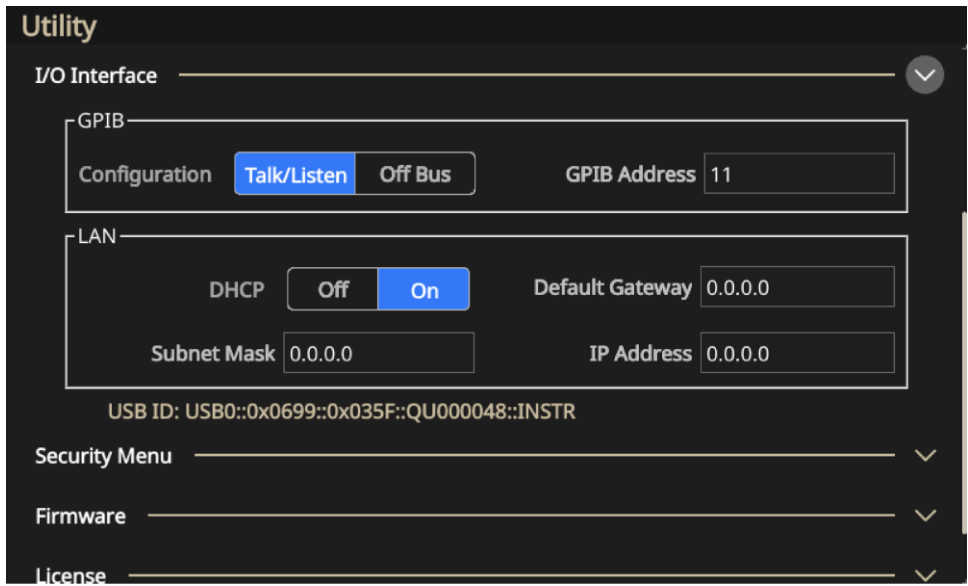 Utility
I/O Interface
GPIB
Configuration Talk/Listen Off Bus GPIB Address 11
LAN
DHCP Off On Default Gateway 0.0.0.0
Subnet Mask 0.0.0.0 IP Address 0.0.0.0
USB ID: USB0::0x0699::0x035F::QU000048::INSTR
Security Menu
Firmware
License